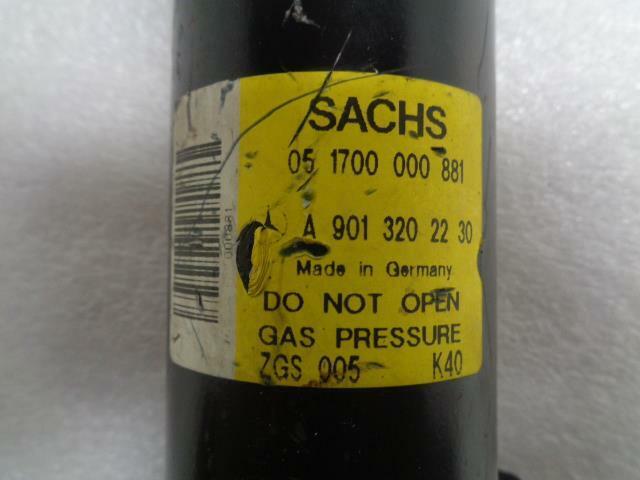 SACHS
05 1700 000 881
A 901 320 22 30
Made in Germany
DO NOT OPEN
GAS PRESSURE
ZGS 005 K40
000881